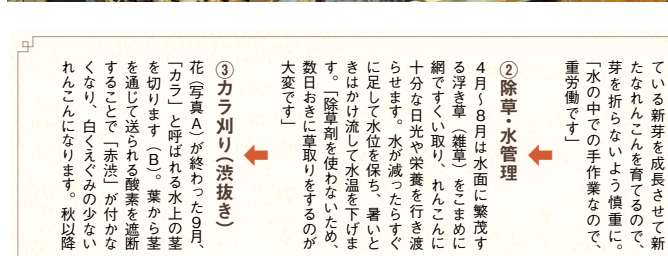 ている芽を成長させて新
たなれんこんを育てるので、
芽を折らないよう慎重に。
「水の中での手作業なので、
重労働です」
②除草・水管理
4月〜8月は水面に繁茂す
る浮き草（雑草）をこまめに
網ですくい取り、れんこんに
十分な日光や栄養を行き渡
らせます。水が減ったらすぐ
に足して水位を保ち、暑いと
きはかけ流して水温を下げま
す。「除草剤を使わないため、
数日おきに草取りをするのが
大変です」
③カラ刈り（渋抜き）
花（写真A）が終わった9月、
「カラ」と呼ばれる水上の茎
を切ります（B）。葉から茎
を通じて送られる酸素を遮断
することで「赤渋」が付かな
くなり、白くえぐみの少ない
れんこんになります。秋以降